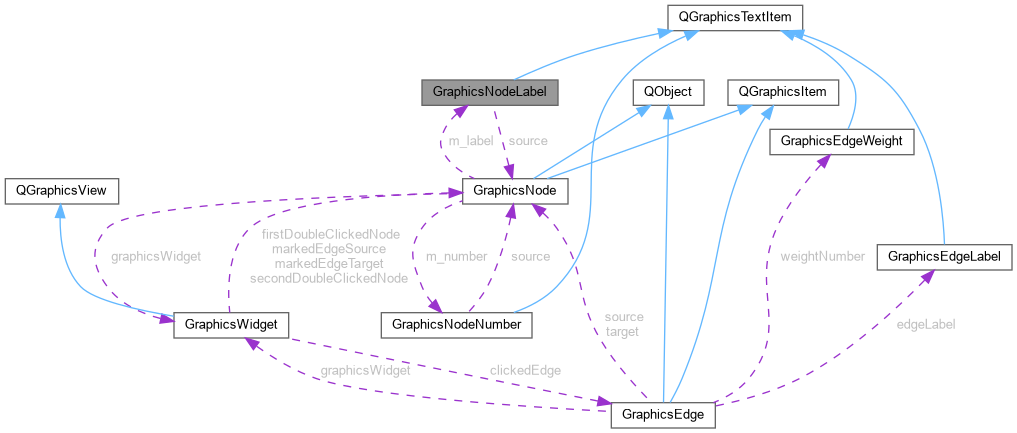 QGraphicsTextItem
GraphicsNodeLabel
QObject
QGraphicsItem
m_label
source
GraphicsEdgeWeight
QGraphicsView
GraphicsNode
firstDoubleClickedNode
markedEdgeSource
markedEdgeTarget
secondDoubleClickedNode
graphicsWidget
m_number
source
weightNumber
GraphicsEdgeLabel
GraphicsWidget
GraphicsNodeNumber
source
target
edgeLabel
graphicsWidget
clickedEdge
GraphicsEdge